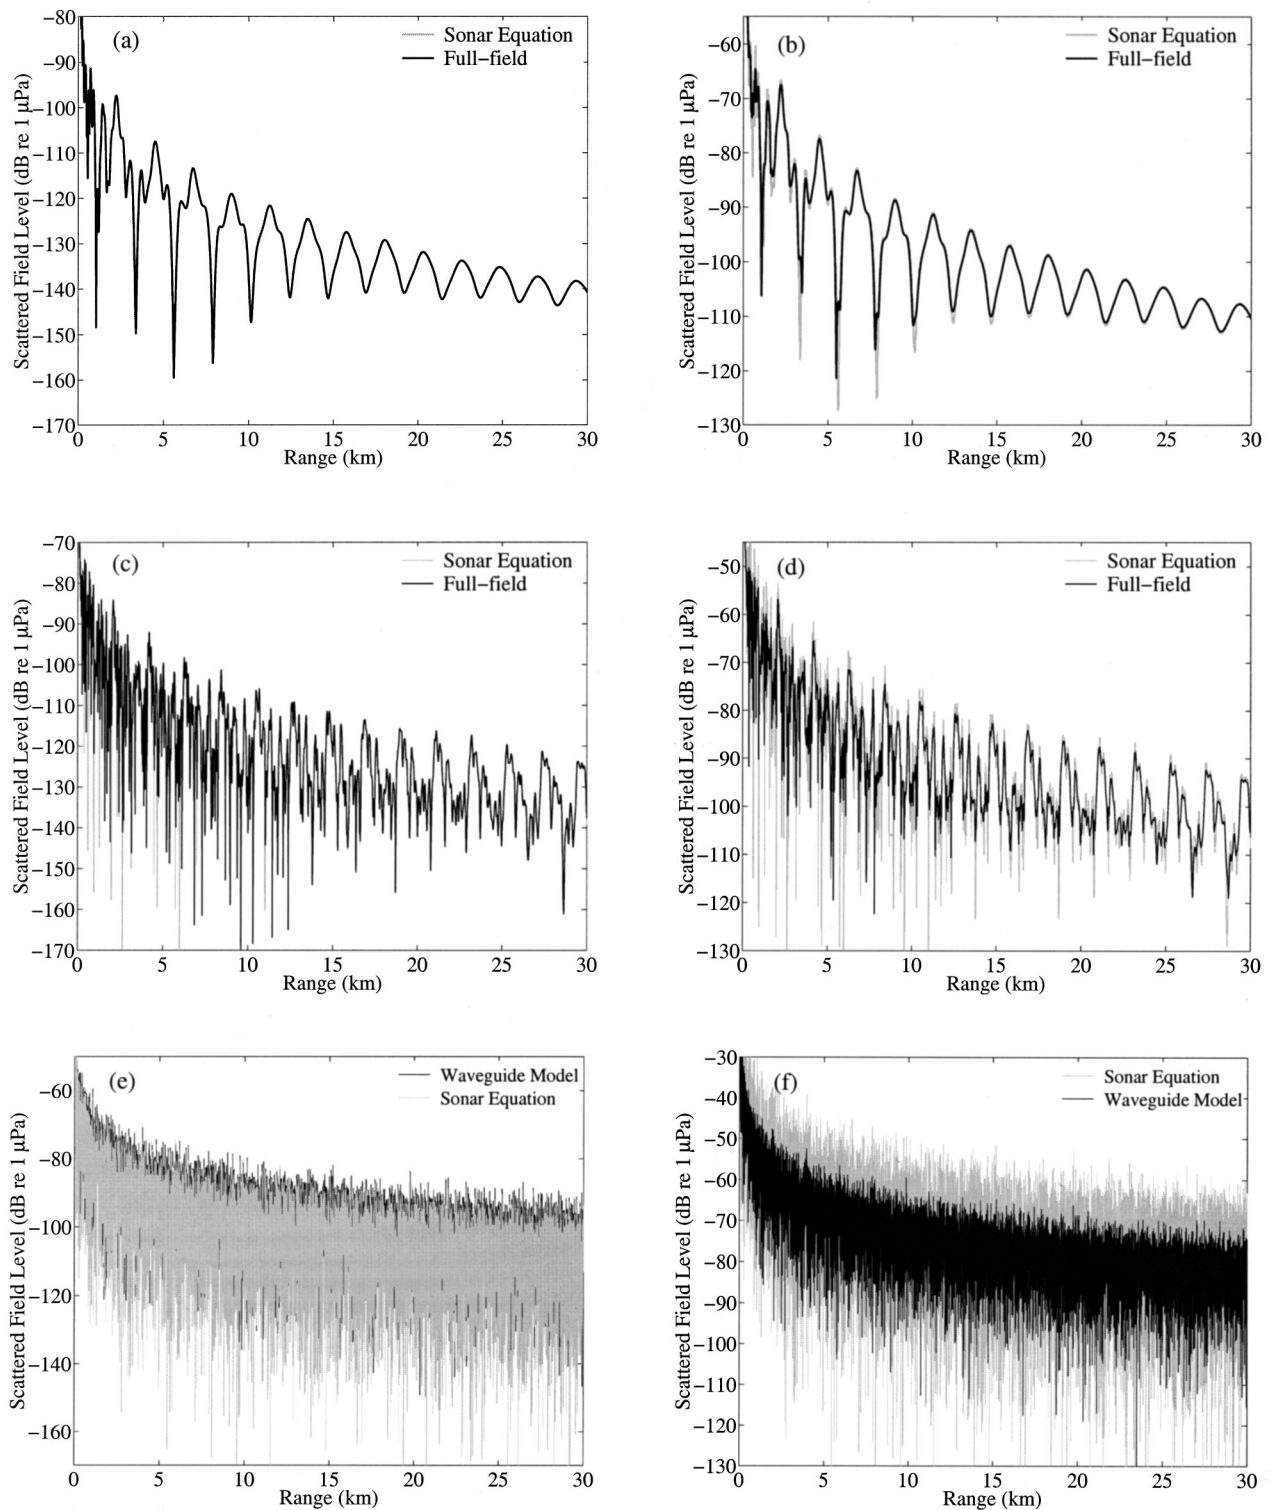 (a)
Sonar Equation
Full-field
Scattered Field Level (dB re 1 μPa)
-80
-90
-100
-110
-120
-130
-140
-150
-160
-170
0 5 10 15 20 25 30
Range (km)
(b)
Sonar Equation
Full-field
Scattered Field Level (dB re 1 μPa)
-60
-70
-80
-90
-100
-110
-120
-130
0 5 10 15 20 25 30
Range (km)
(c)
Sonar Equation
Full-field
Scattered Field Level (dB re 1 μPa)
-70
-80
-90
-100
-110
-120
-130
-140
-150
-160
-170
0 5 10 15 20 25 30
Range (km)
(d)
Sonar Equation
Full-field
Scattered Field Level (dB re 1 μPa)
-50
-60
-70
-80
-90
-100
-110
-120
-130
0 5 10 15 20 25 30
Range (km)
(e)
Waveguide Model
Sonar Equation
Scattered Field Level (dB re 1 μPa)
-60
-80
-100
-120
-140
-160
0 5 10 15 20 25 30
Range (km)
(f)
Sonar Equation
Waveguide Model
Scattered Field Level (dB re 1 μPa)
-30
-40
-50
-60
-70
-80
-90
-100
-110
-120
-130
0 5 10 15 20 25 30
Range (km)